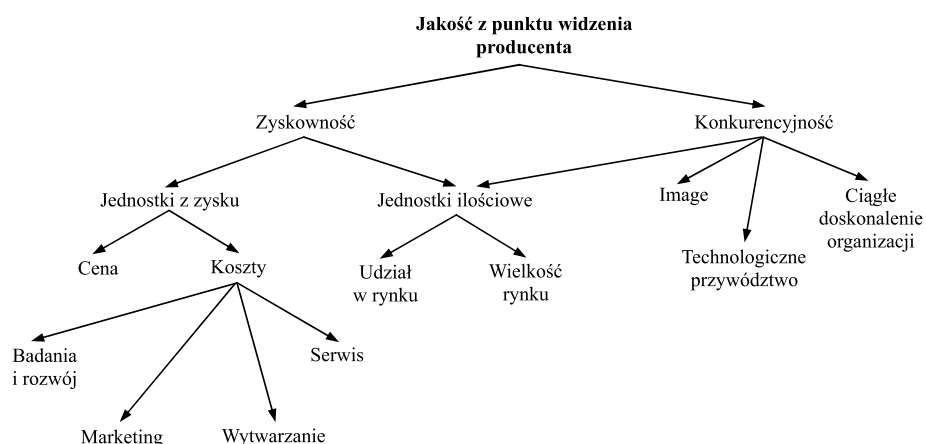 Jakość z punktu widzenia
producenta
Zyskowność
Konkurencyjność
Jednostki z zysku
Jednostki ilościowe
Image
Ciągłe
doskonalenie
organizacji
Technologiczne
przywództwo
Cena
Koszty
Udział
w rynku
Wielkość
rynku
Badania
i rozwój
Serwis
Marketing
Wytwarzanie